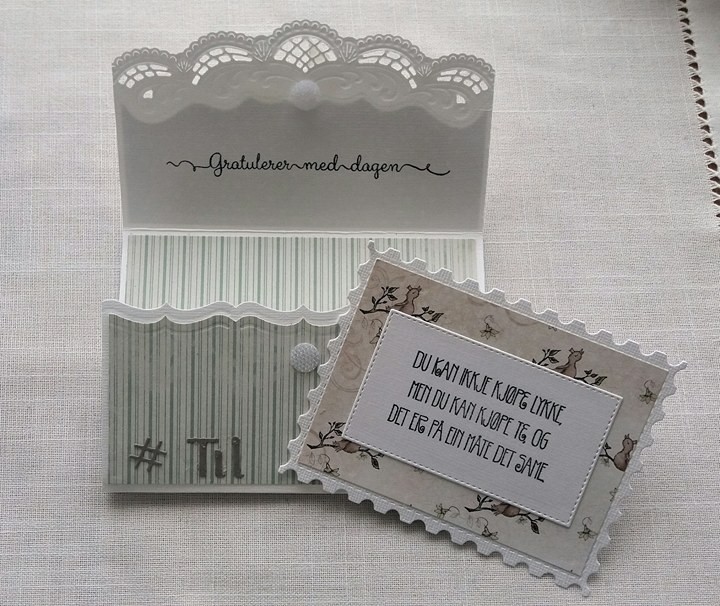 Gratulerer med dagen
# Til
DU KAN IKKJE KJØPE LYKKE,
MEN DU KAN KJØPE TE OG
DET ER PÅ EIN MÅTE DET SAME